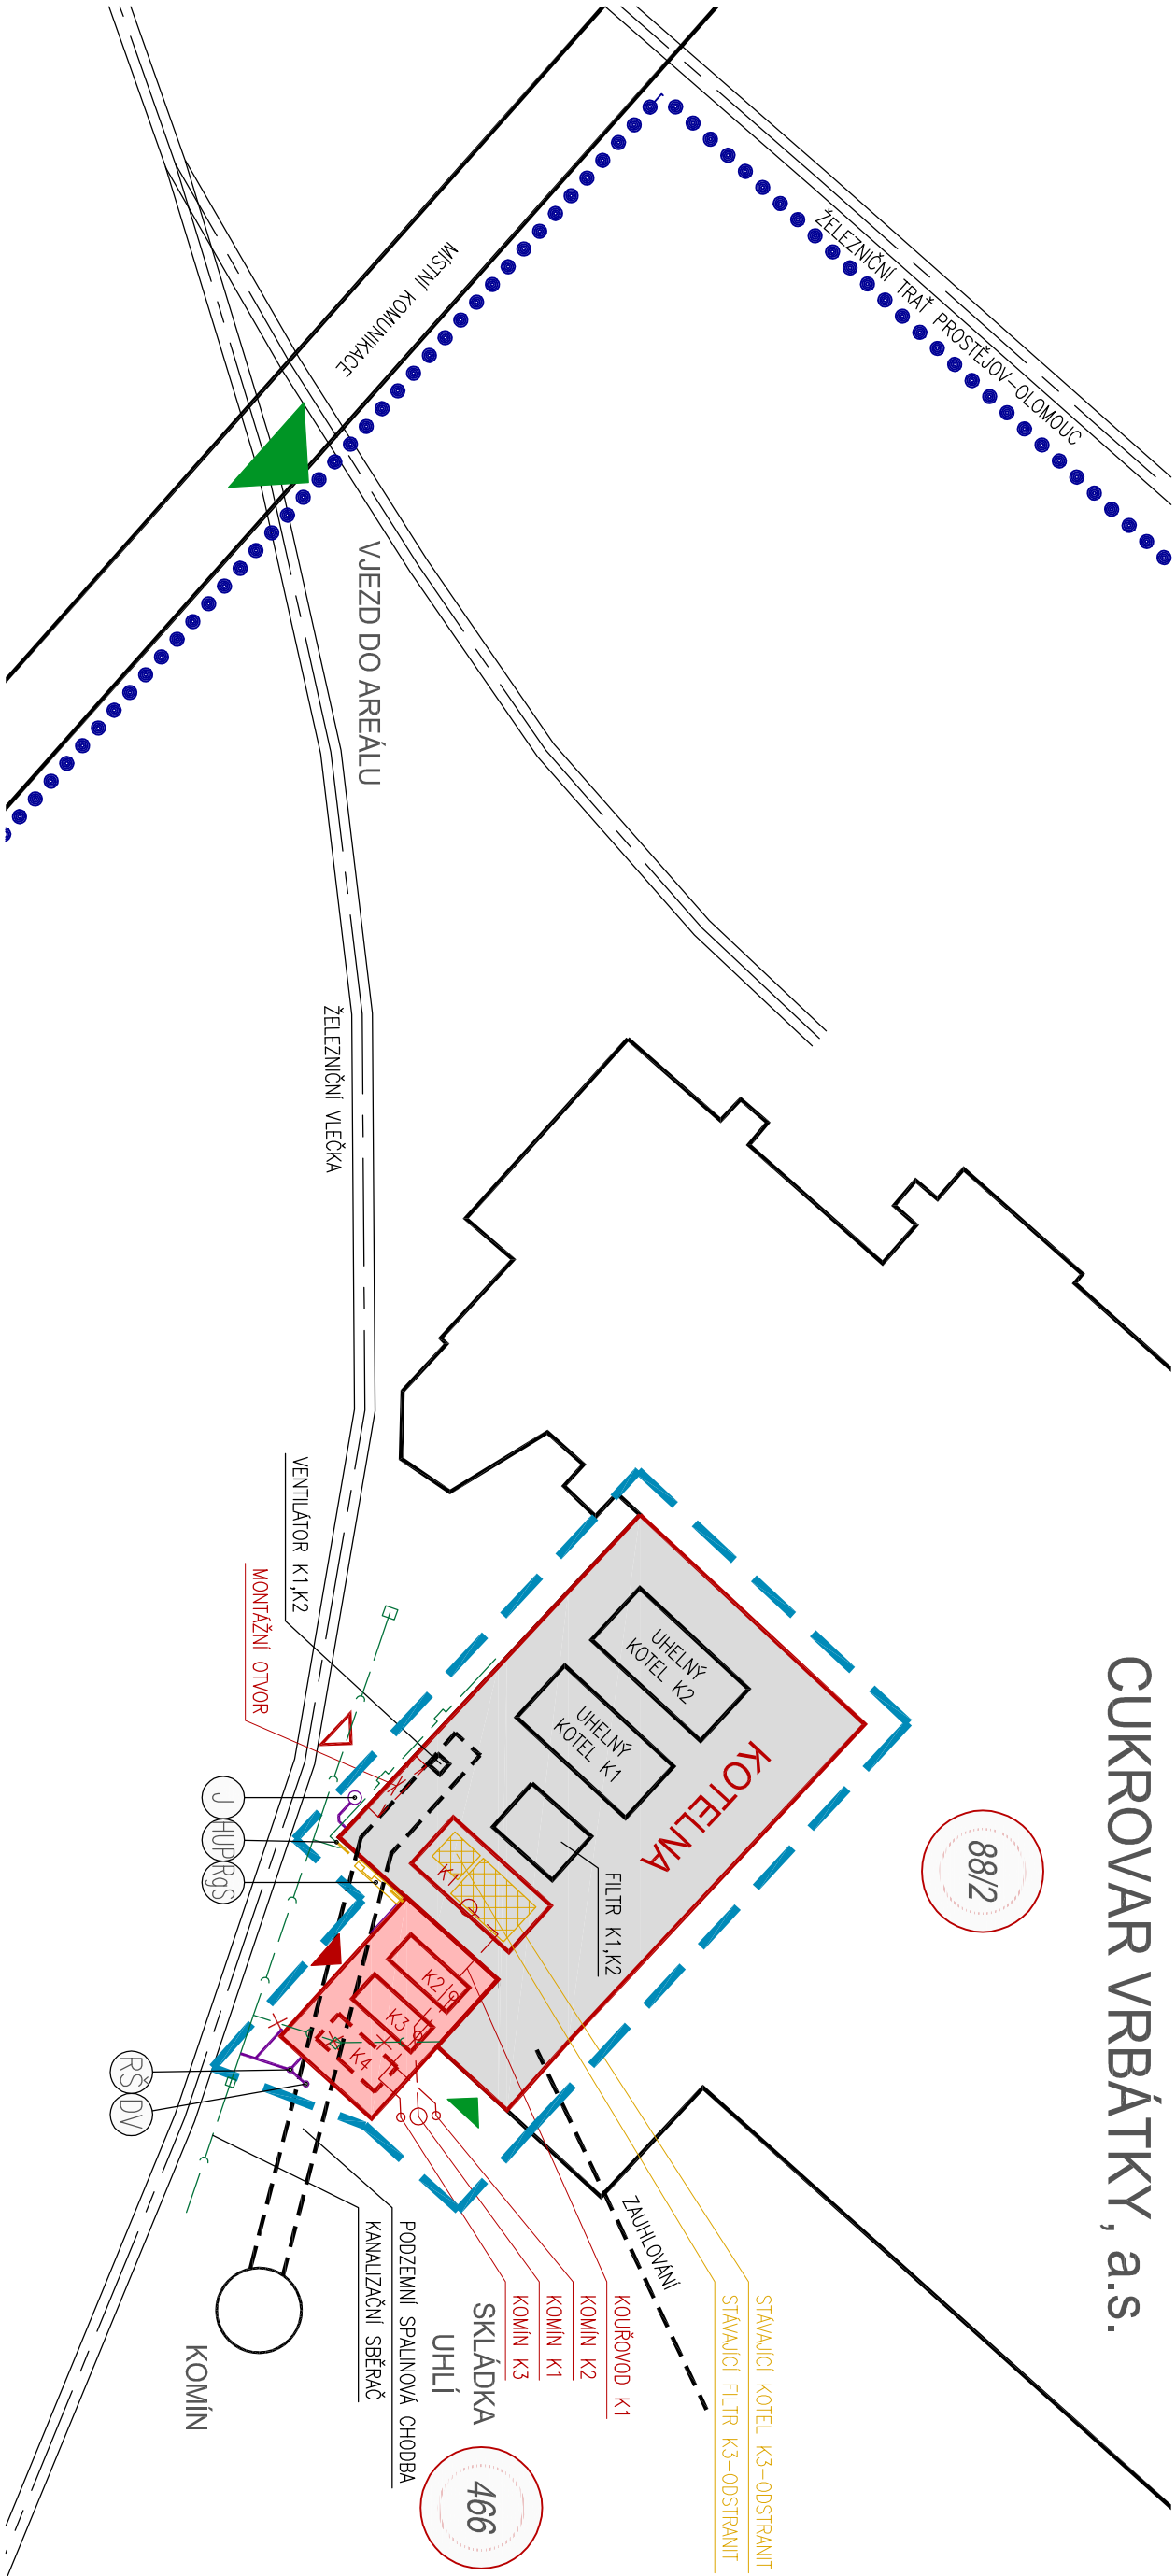 CUKROVAR VRBÁTKY, a.s.
88/2
ŽELEZNIČNÍ TRAŤ PROSTĚJOV-OLOMOUC
MÍSTNÍ KOMUNIKACE
VJEZD DO AREÁLU
ŽELEZNIČNÍ VLEČKA
KOTELNA
UHELNÝ
KOTEL K2
UHELNÝ
KOTEL K1
FILTR K1,K2
VENTILÁTOR K1,K2
MONTÁŽNÍ OTVOR
K1
K2
K3
K4
J
HUP
RgS
RŠ
DV
ZAUHLOVÁNÍ
STÁVAJÍCÍ KOTEL K3-ODSTRANIT
STÁVAJÍCÍ FILTR K3-ODSTRANIT
KOUŘOVOD K1
KOMÍN K2
KOMÍN K1
KOMÍN K3
SKLÁDKA
UHLÍ
466
PODZEMNÍ SPALINOVÁ CHODBA
KANALIZAČNÍ SBĚRAČ
KOMÍN